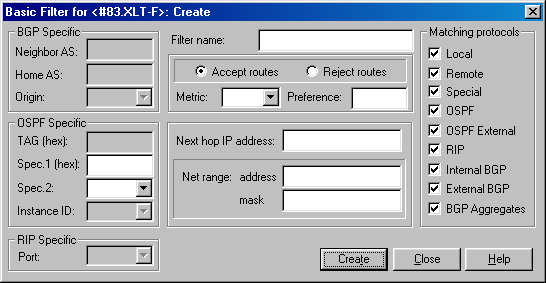 Basic Filter for <#83.XLT-F>: Create
BGP Specific
Neighbor AS:
Home AS:
Origin:
OSPF Specific
TAG (hex):
Spec.1 (hex):
Spec.2:
Instance ID:
RIP Specific
Port:
Filter name:
Accept routes Reject routes
Metric: Preference:
Next hop IP address:
Net range: address
mask
Matching protocols
Local
Remote
Special
OSPF
OSPF External
RIP
Internal BGP
External BGP
BGP Aggregates
Create Close Help